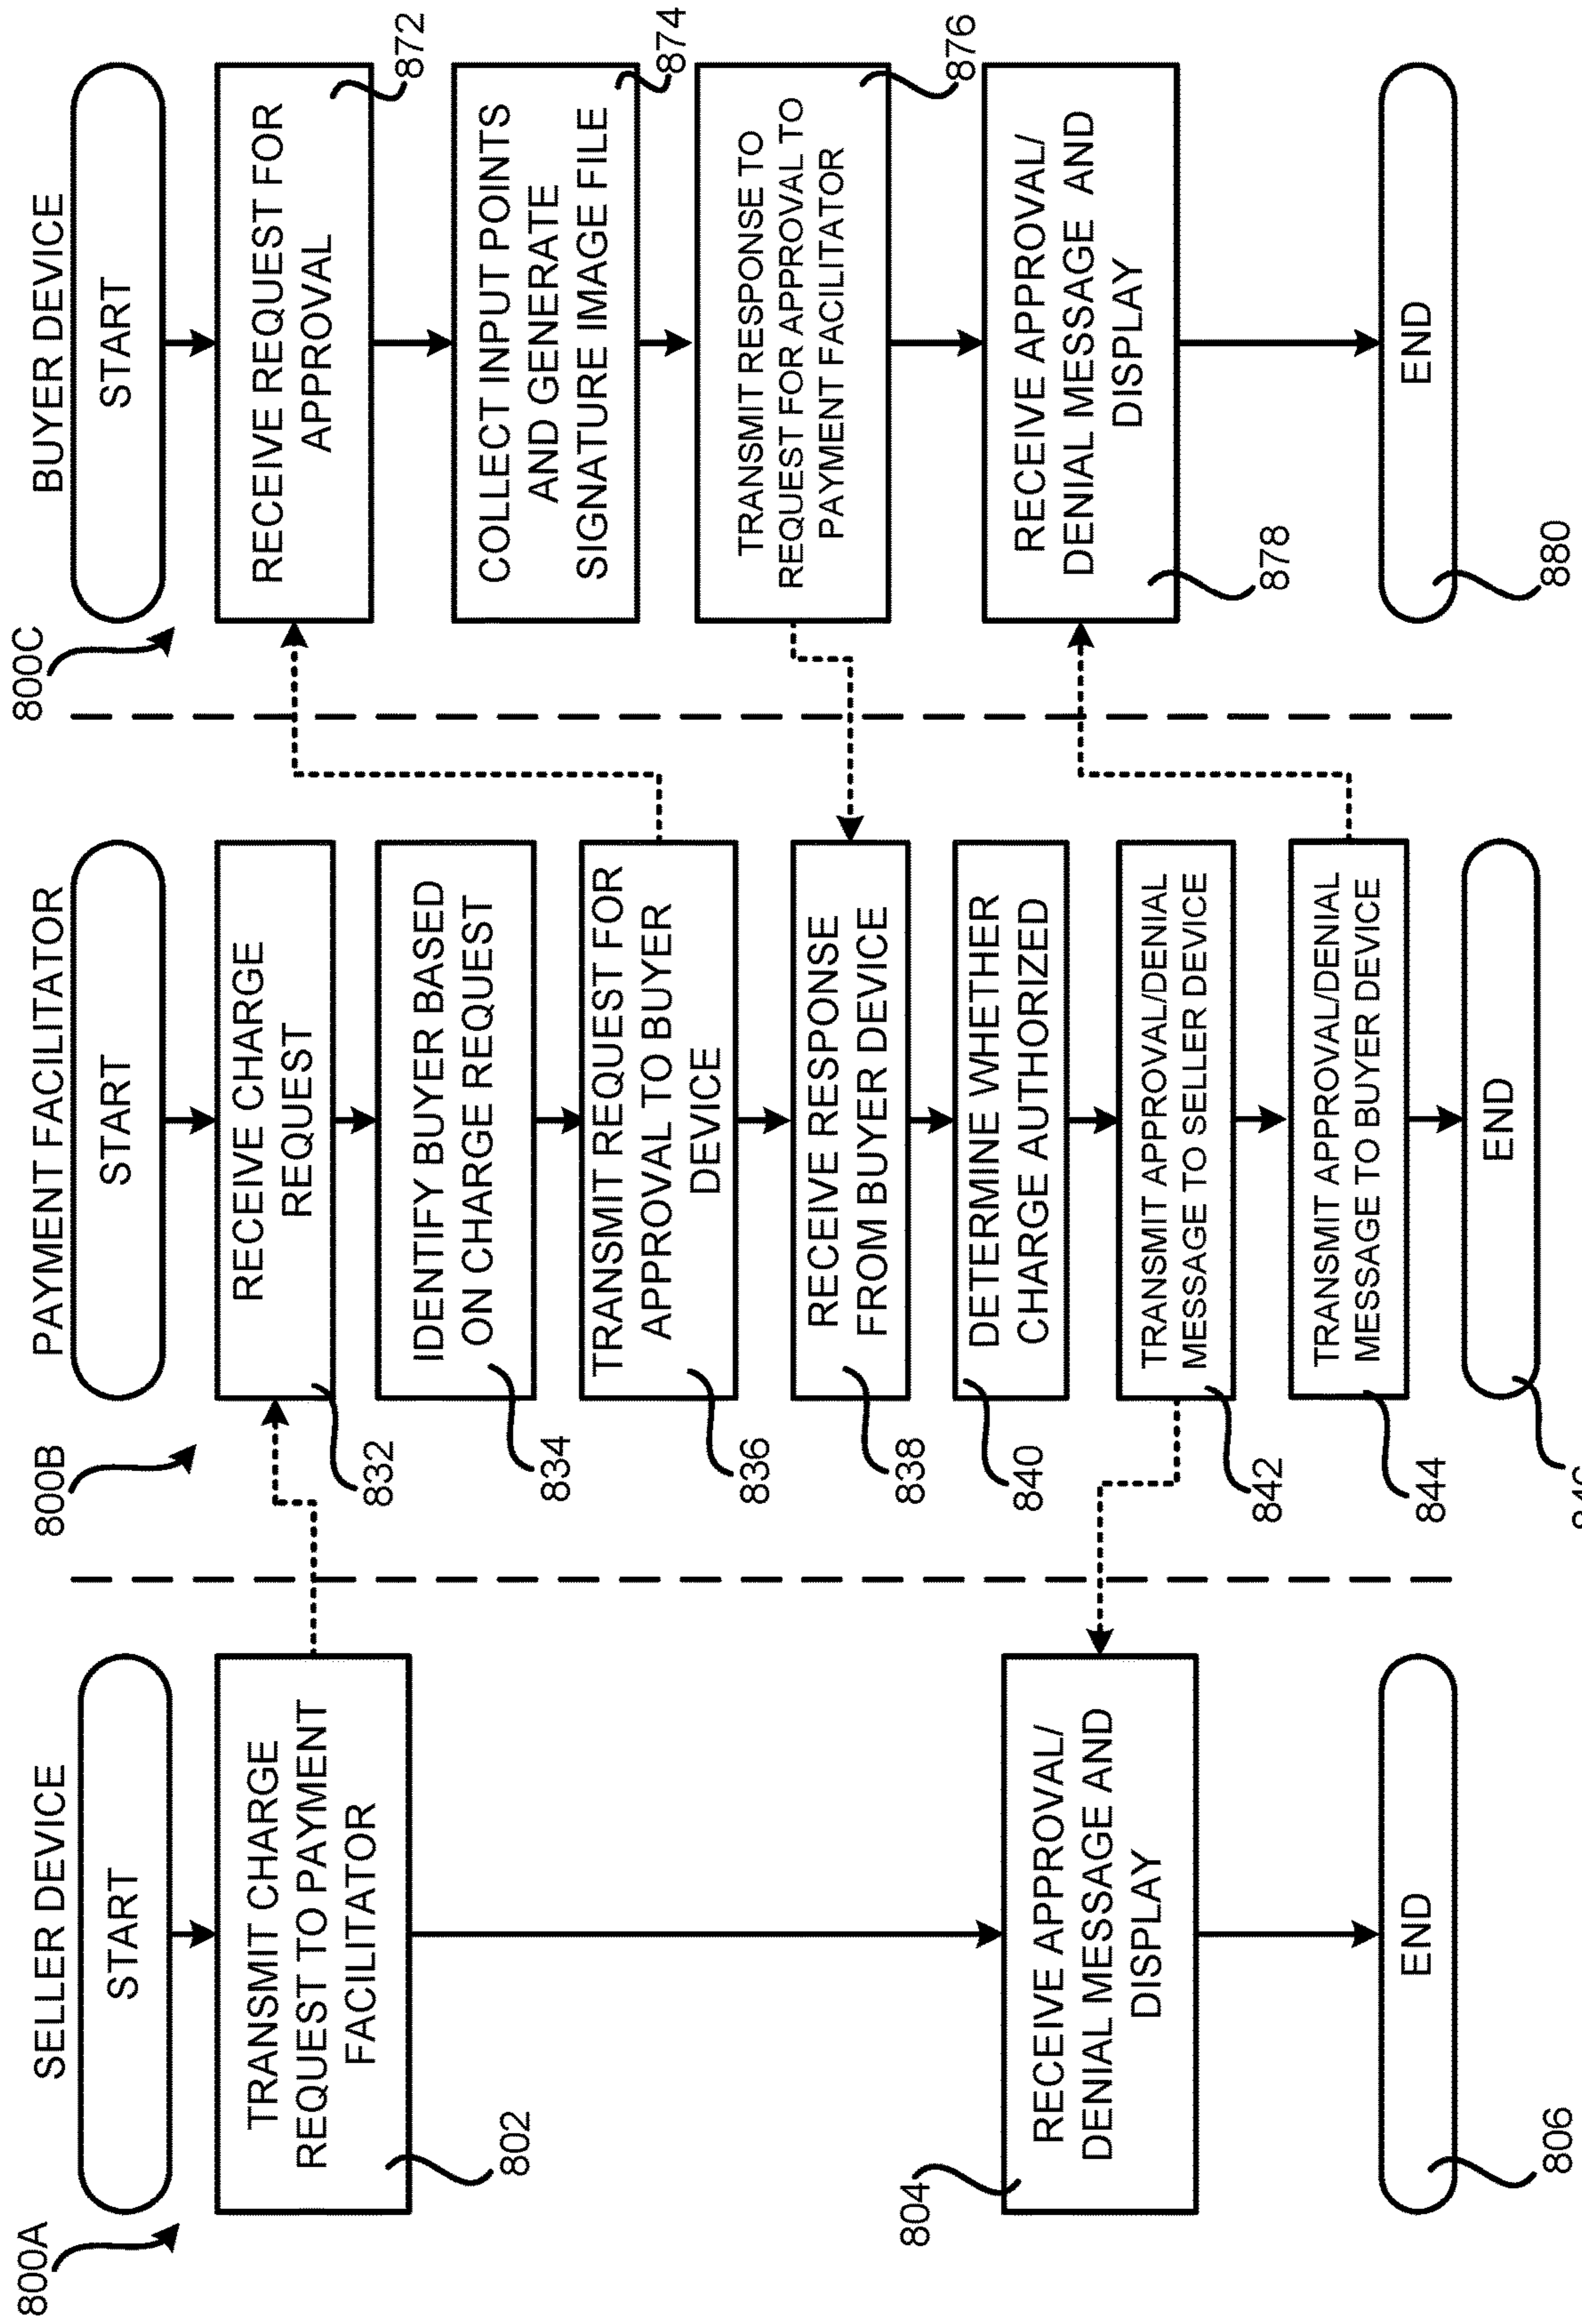 800A
SELLER DEVICE
START
TRANSMIT CHARGE
REQUEST TO PAYMENT
FACILITATOR
802
RECEIVE APPROVAL/
DENIAL MESSAGE AND
DISPLAY
804
END
806
800B
PAYMENT FACILITATOR
START
RECEIVE CHARGE
REQUEST
832
IDENTIFY BUYER BASED
ON CHARGE REQUEST
834
TRANSMIT REQUEST FOR
APPROVAL TO BUYER
DEVICE
836
RECEIVE RESPONSE
FROM BUYER DEVICE
838
DETERMINE WHETHER
CHARGE AUTHORIZED
840
TRANSMIT APPROVAL/DENIAL
MESSAGE TO SELLER DEVICE
842
TRANSMIT APPROVAL/DENIAL
MESSAGE TO BUYER DEVICE
844
END
800C
BUYER DEVICE
START
RECEIVE REQUEST FOR
APPROVAL
872
COLLECT INPUT POINTS
AND GENERATE
SIGNATURE IMAGE FILE
874
TRANSMIT RESPONSE TO
REQUEST FOR APPROVAL TO
PAYMENT FACILITATOR
876
RECEIVE APPROVAL/
DENIAL MESSAGE AND
DISPLAY
878
END
880